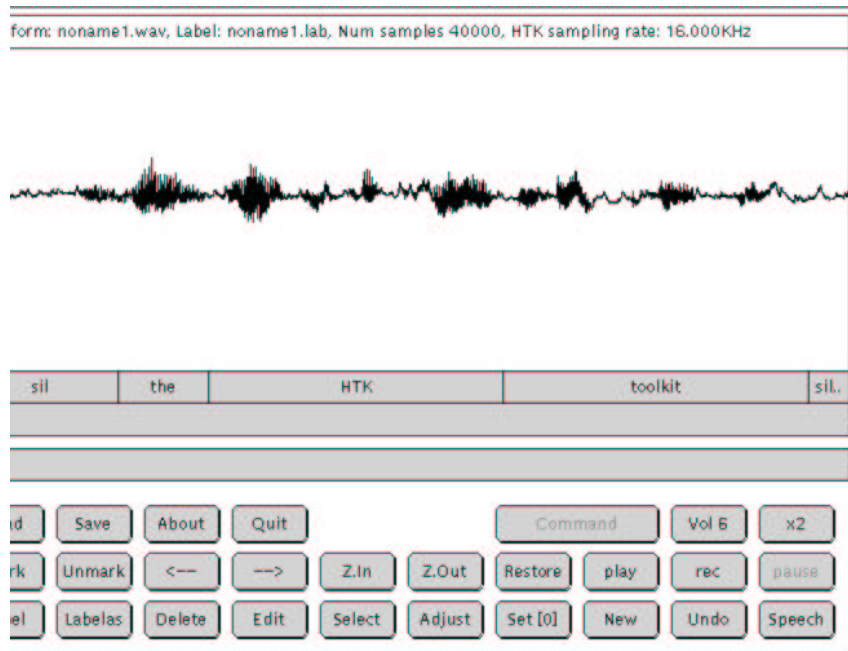 form: noname1.wav, Label: noname1.lab, Num samples 40000, HTK sampling rate: 16.000KHz
sil the HTK toolkit sil..
d Save About Quit Command Vol 6 x2
rk Unmark <-- --> Z.In Z.Out Restore play rec pause
el Labelas Delete Edit Select Adjust Set [0] New Undo Speech